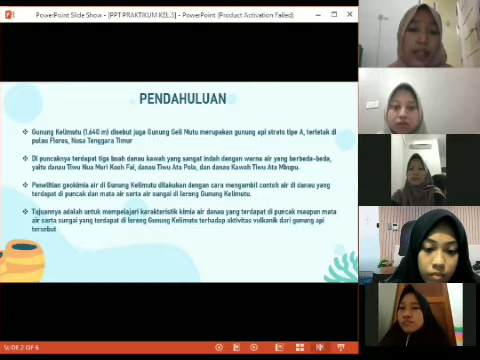 PowerPoint Slide Show - [PPT PRAKTIKUM KEL.5] - PowerPoint (Product Activation Failed)
PENDAHULUAN
Gunung Kelimutu (1.640 m) disebut juga Gunung Geli Mutu merupakan gunung api strato tipe A, terletak di
pulau Flores, Nusa Tenggara Timur
Di puncaknya terdapat tiga buah danau kawah yang sangat indah dengan warna air yang berbeda-beda,
yaitu danau Tiwu Nua Muri Kooh Fai, danau Tiwu Ata Polo, dan danau Kawah Tiwu Ata Mbupu.
Penelitian geokimia air di Gunung Kelimutu dilakukan dengan cara mengambil contoh air di danau yang
terdapat di puncak dan mata air serta air sungai di lereng Gunung Kelimutu.
Tujuannya adalah untuk mempelajari karakteristik kimia air danau yang terdapat di puncak maupun mata
air serta sungai yang terdapat di lereng Gunung Kelimutu terhadap aktivitas vulkanik dari gunung api
tersebut
SLIDE 2 OF 6